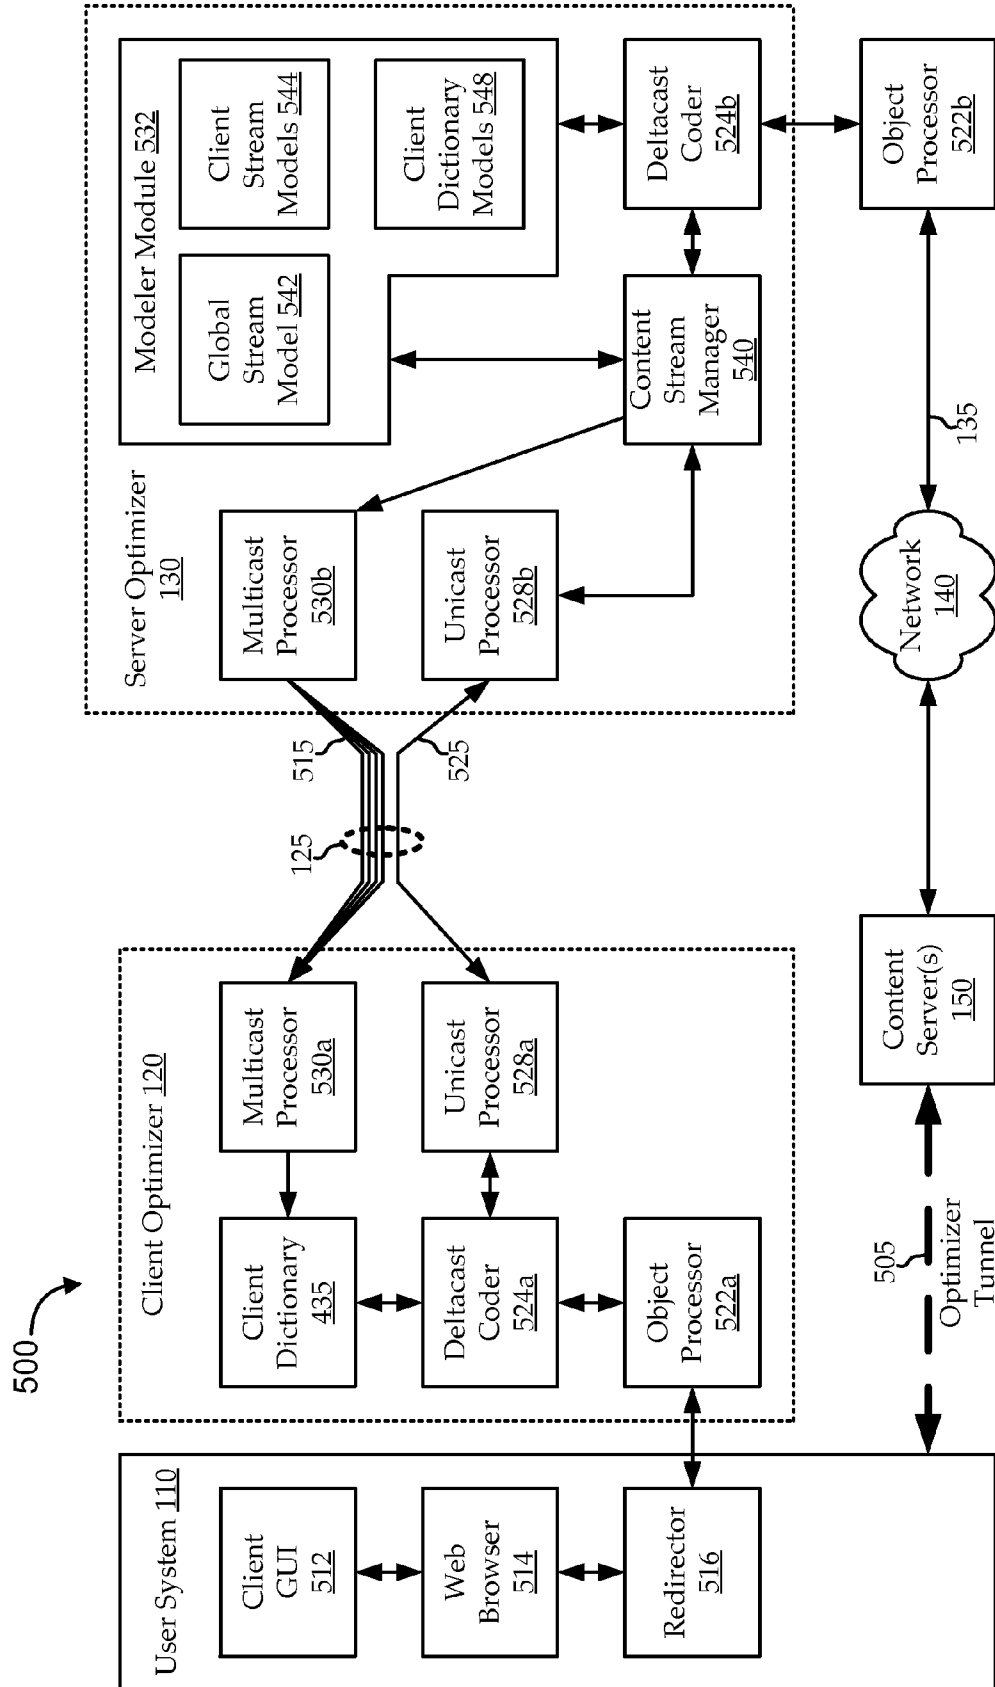 500
User System 110
Client
GUI
512
Web
Browser
514
Redirector
516
Client Optimizer 120
Client
Dictionary
435
Deltacast
Coder
524a
Object
Processor
522a
Multicast
Processor
530a
Unicast
Processor
528a
125
515
525
Server Optimizer
130
Multicast
Processor
530b
Unicast
Processor
528b
Modeler Module 532
Global
Stream
Model 542
Client
Stream
Models 544
Client
Dictionary
Models 548
Content
Stream
Manager
540
Deltacast
Coder
524b
Object
Processor
522b
135
Network
140
Content
Server(s)
150
505
Optimizer
Tunnel